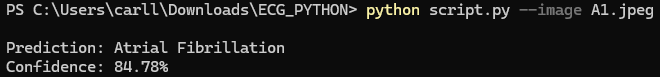 PS C:\Users\carll\Downloads\ECG_PYTHON> python script.py --image A1.jpeg
Prediction: Atrial Fibrillation
Confidence: 84.78%